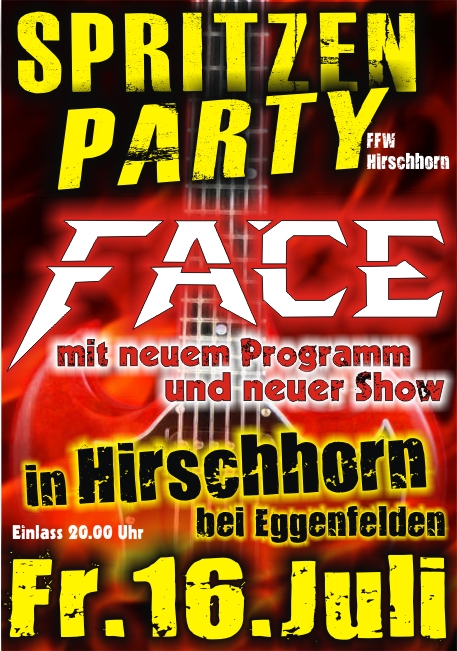 SPRITZEN
PARTY
FFW
Hirschhorn
FACE
mit neuem Programm
und neuer Show
in Hirschhorn
bei Eggenfelden
Einlass 20.00 Uhr
Fr. 16. Juli